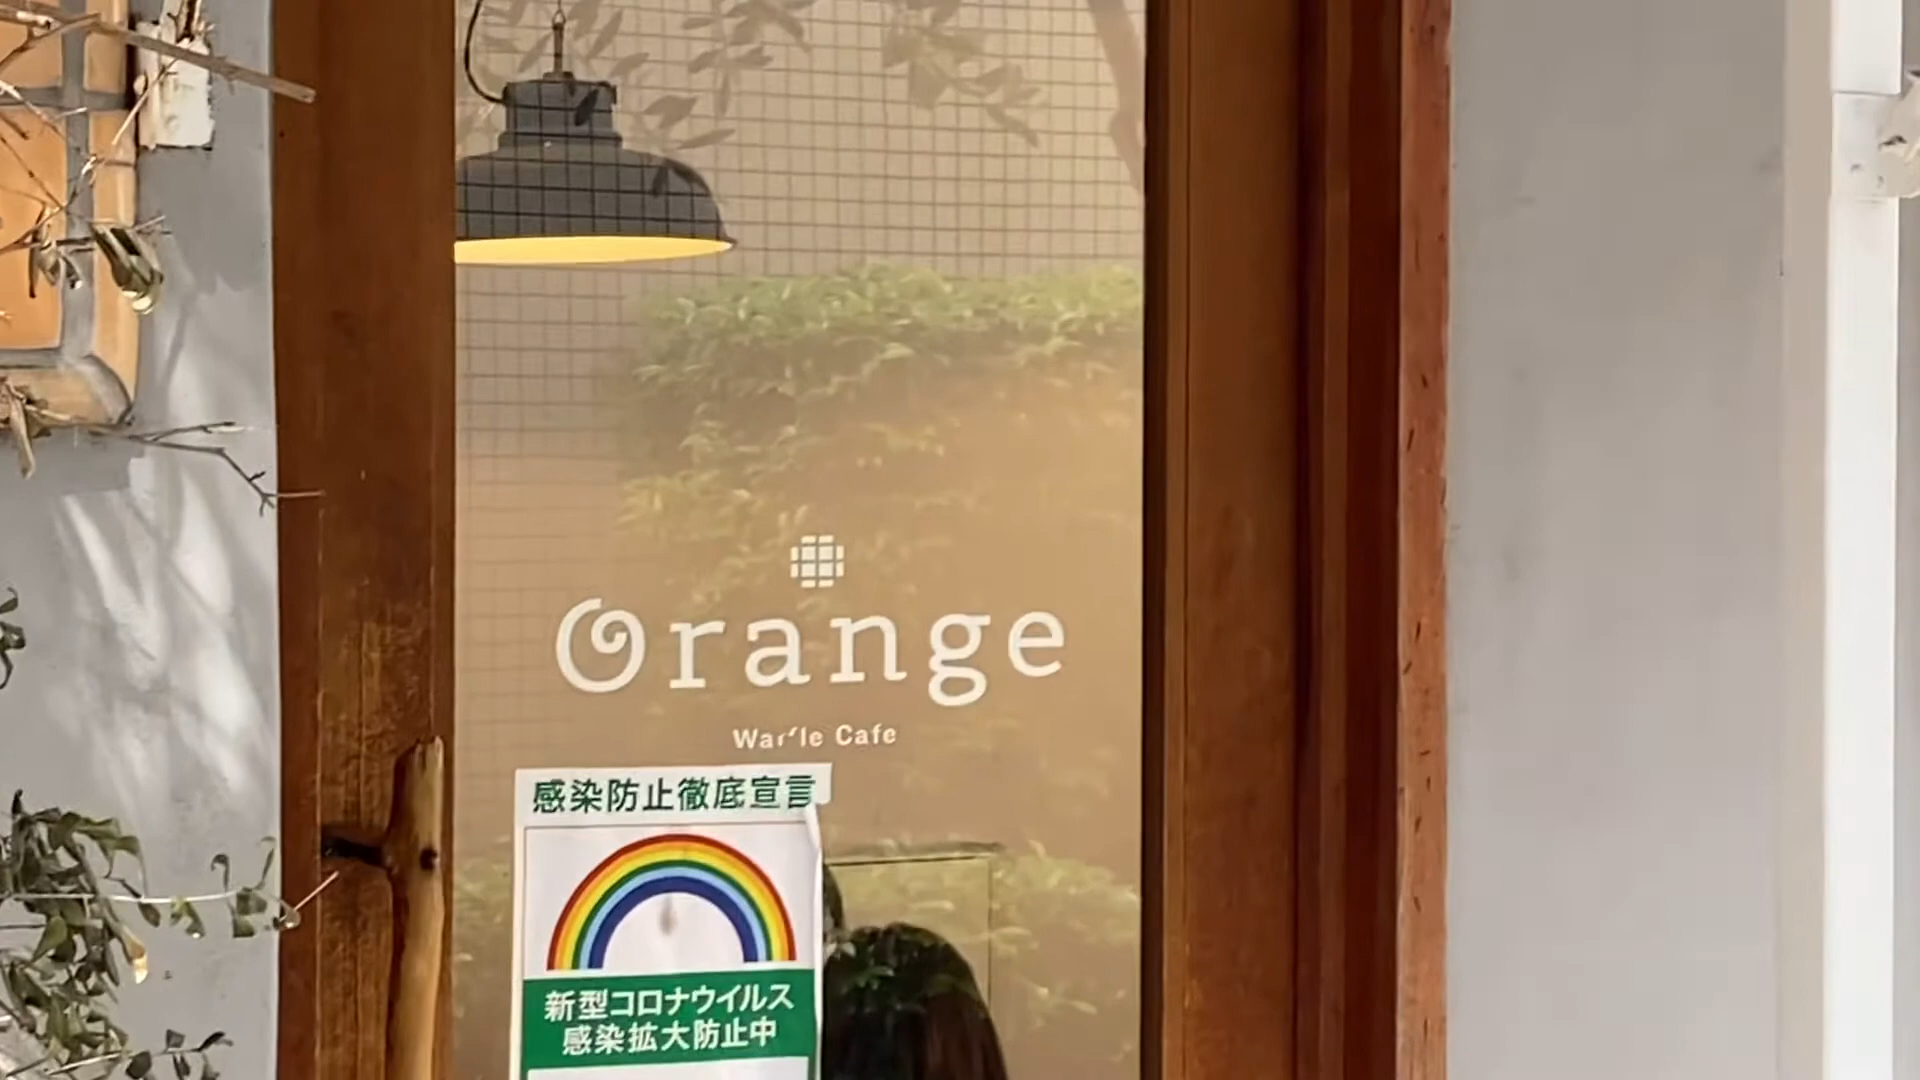 Orange
Cafe
感染防止徹底宣言
新型コロナウイルス
感染拡大防止中